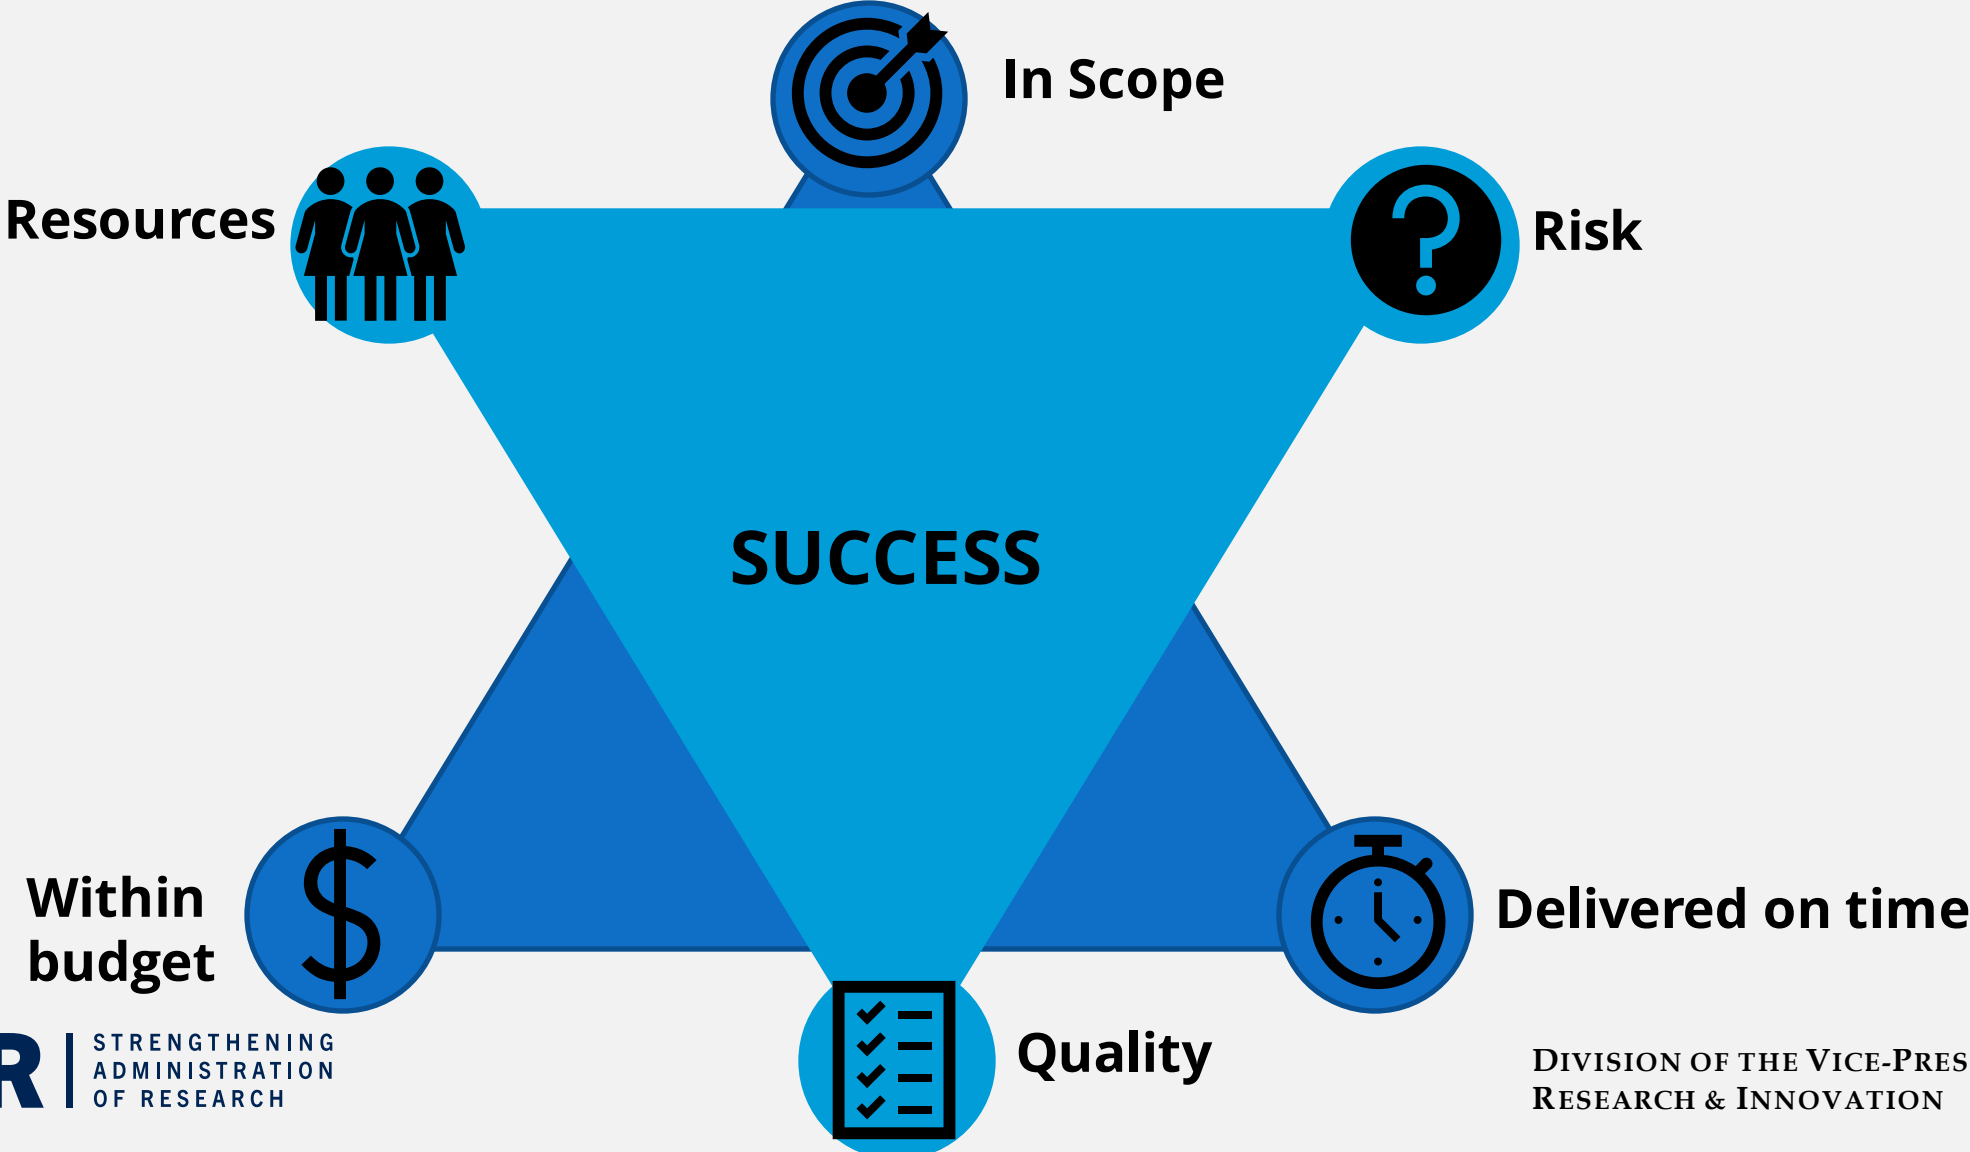 In Scope
Resources
Risk
SUCCESS
Within
budget
Delivered on time
Quality
R
STRENGTHENING
ADMINISTRATION
OF RESEARCH
DIVISION OF THE VICE-PRES
RESEARCH & INNOVATION